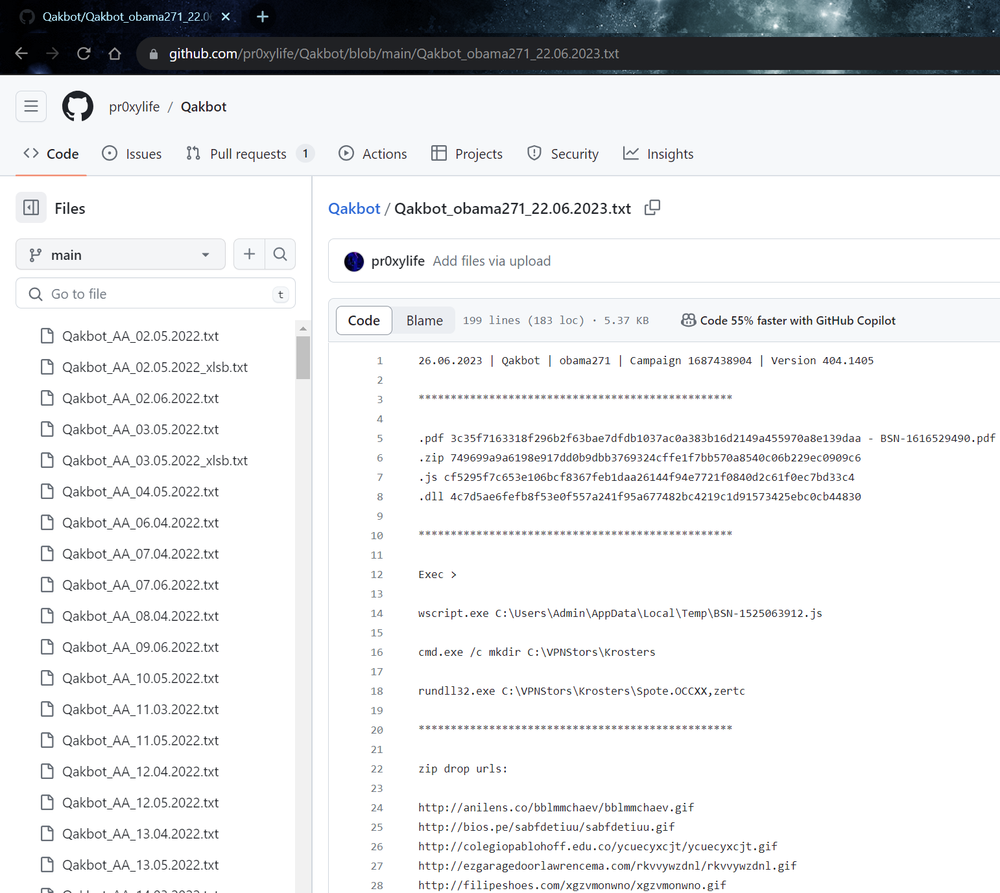 Qakbot/Qakbot_obama271_22.0
github.com/pr0xylife/Qakbot/blob/main/Qakbot_obama271_22.06.2023.txt
pr0xylife / Qakbot
Code Issues Pull requests 1 Actions Projects Security Insights
Files
main
Go to file t
Qakbot_AA_02.05.2022.txt
Qakbot_AA_02.05.2022_xlsb.txt
Qakbot_AA_02.06.2022.txt
Qakbot_AA_03.05.2022.txt
Qakbot_AA_03.05.2022_xlsb.txt
Qakbot_AA_04.05.2022.txt
Qakbot_AA_06.04.2022.txt
Qakbot_AA_07.04.2022.txt
Qakbot_AA_07.06.2022.txt
Qakbot_AA_08.04.2022.txt
Qakbot_AA_09.06.2022.txt
Qakbot_AA_10.05.2022.txt
Qakbot_AA_11.03.2022.txt
Qakbot_AA_11.05.2022.txt
Qakbot_AA_12.04.2022.txt
Qakbot_AA_12.05.2022.txt
Qakbot_AA_13.04.2022.txt
Qakbot_AA_13.05.2022.txt
Qakbot / Qakbot_obama271_22.06.2023.txt
pr0xylife Add files via upload
Code Blame 199 lines (183 loc) · 5.37 KB Code 55% faster with GitHub Copilot
1 26.06.2023 | Qakbot | obama271 | Campaign 1687438904 | Version 404.1405
2
3 *************************************************
4
5 .pdf 3c35f7163318f296b2f63bae7dfdb1037ac0a383b16d2149a455970a8e139daa - BSN-1616529490.pdf
6 .zip 749699a9a6198e917dd0b9dbb3769324cffe1f7bb570a8540c06b229ec0909c6
7 .js cf5295f7c653e106bcf8367feb1daa26144f94e7721f0840d2c61f0ec7bd33c4
8 .dll 4c7d5ae6fefb8f53e0f557a241f95a677482bc4219c1d91573425ebc0cb44830
9
10 *************************************************
11
12 Exec >
13
14 wscript.exe C:\Users\Admin\AppData\Local\Temp\BSN-1525063912.js
15
16 cmd.exe /c mkdir C:\VPNStors\Krosters
17
18 rundll32.exe C:\VPNStors\Krosters\Spote.OCCXX,zertc
19
20 *************************************************
21
22 zip drop urls:
23
24 http://anilens.co/bblmmchaev/bblmmchaev.gif
25 http://bios.pe/sabfdetiuu/sabfdetiuu.gif
26 http://colegiopablohoff.edu.co/ycuecyxcjt/ycuecyxcjt.gif
27 http://ezgaragedoorlawrencema.com/rkvvywzdnl/rkvvywzdnl.gif
28 http://filipeshoes.com/xgzvmonwno/xgzvmonwno.gif